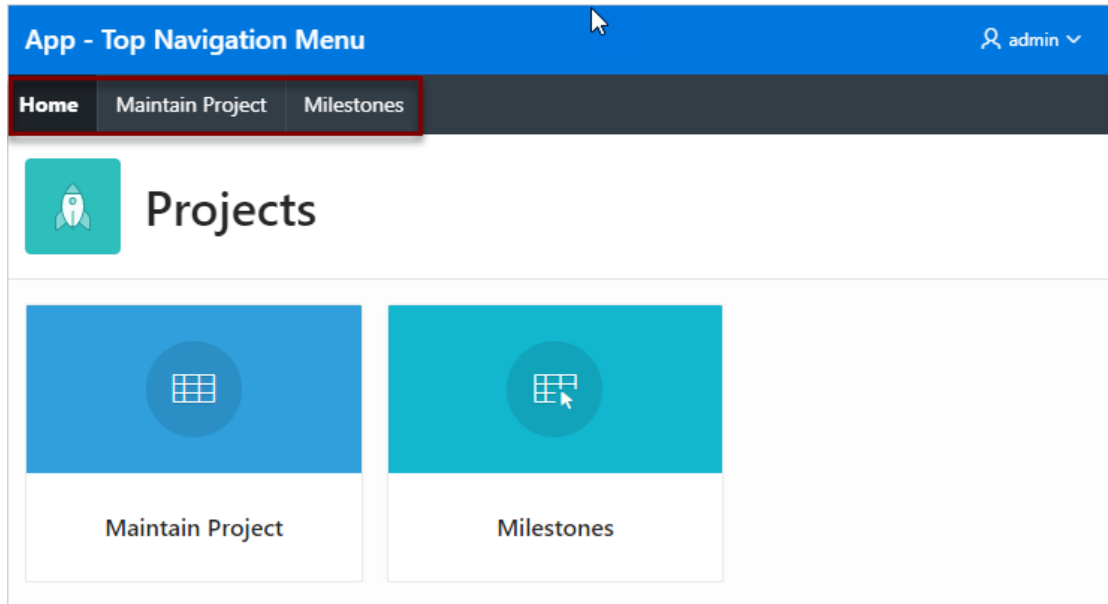 App - Top Navigation Menu
admin
Home Maintain Project Milestones
Projects
Maintain Project
Milestones